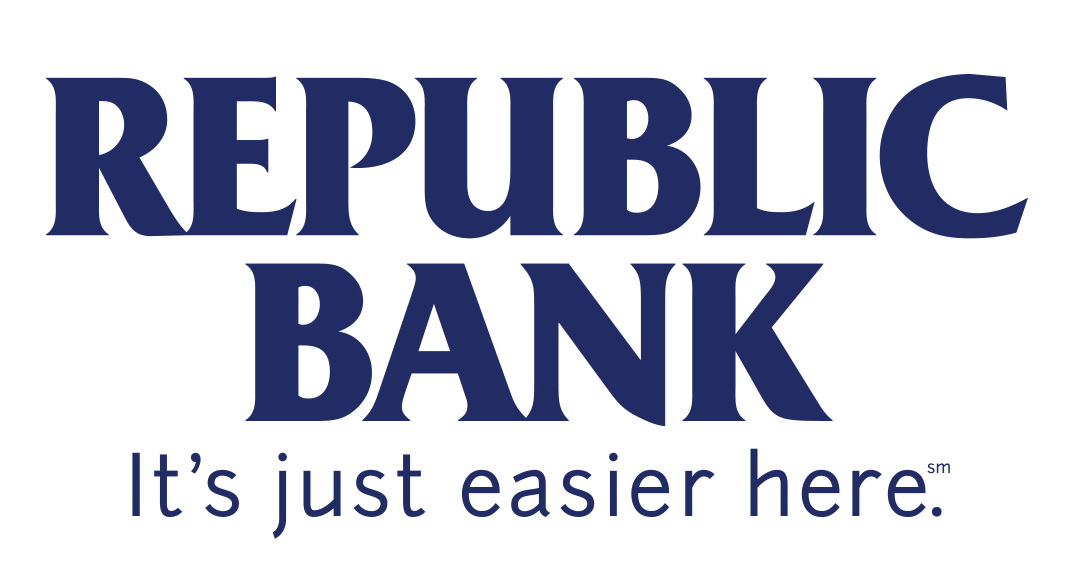 REPUBLIC
BANK
It’s just easier here.℠